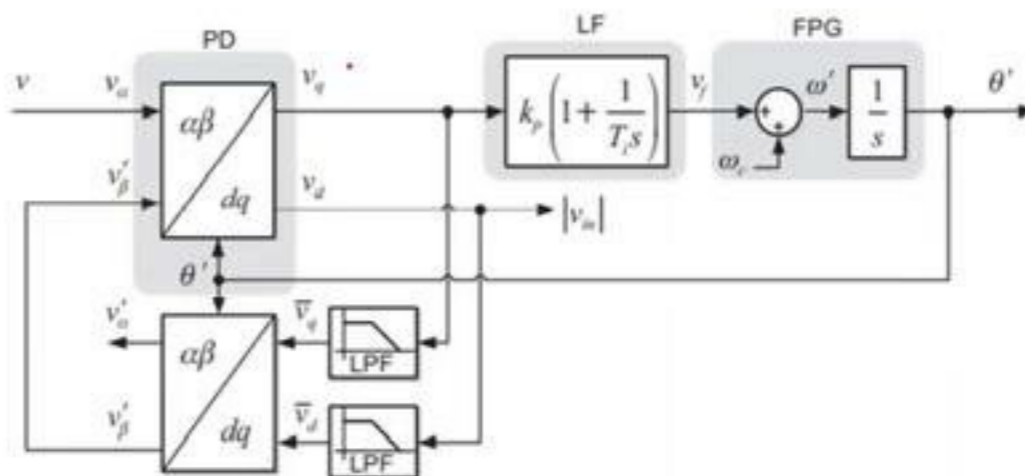 PD
LF
FPG
v
vα
vq
kp(1+1/Tis)
vf
ω'
1/s
θ'
αβ
dq
v'β
vd
ωc
|vin|
θ'
v'α
v̅q
LPF
αβ
dq
v'β
v̅d
LPF